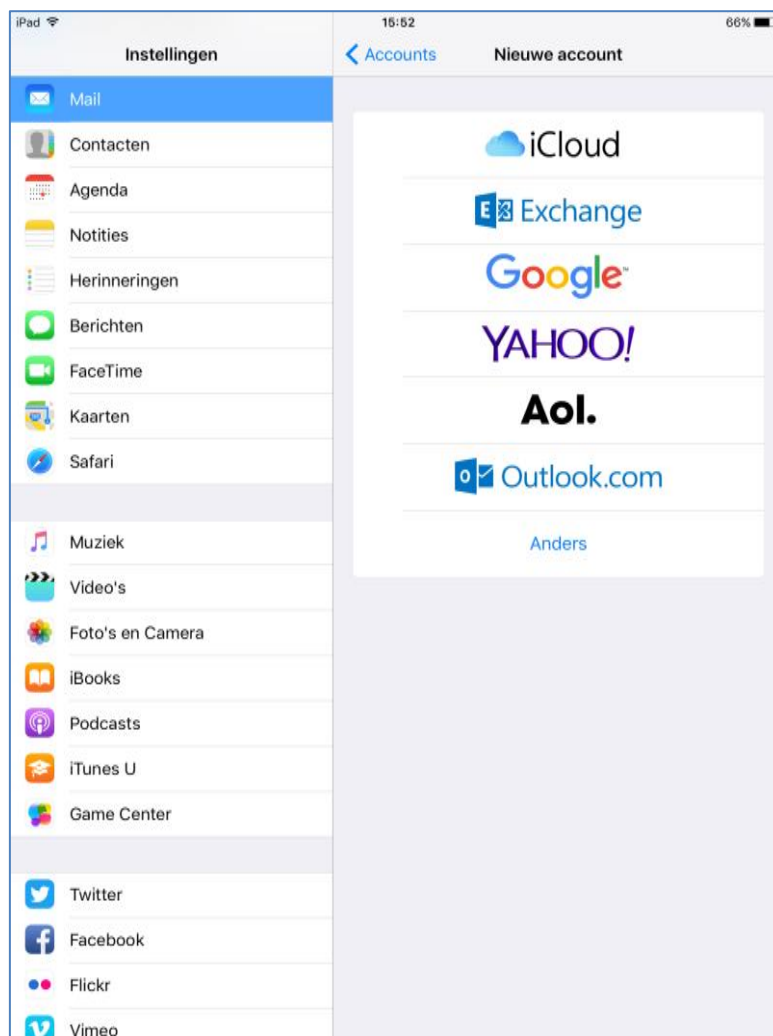 iPad 15:52 66%
Instellingen
Accounts Nieuwe account
Mail
Contacten
Agenda
Notities
Herinneringen
Berichten
FaceTime
Kaarten
Safari
Muziek
Video's
Foto's en Camera
iBooks
Podcasts
iTunes U
Game Center
Twitter
Facebook
Flickr
Vimeo
iCloud
Exchange
Google
YAHOO!
Aol.
Outlook.com
Anders